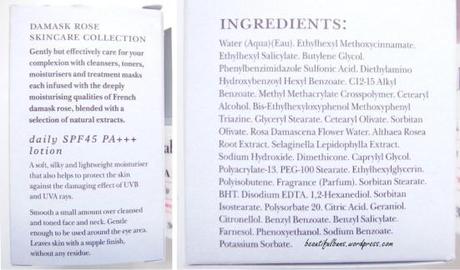 DAMASK ROSE
SKINCARE COLLECTION
Gently but effectively care for your
complexion with cleansers, toners,
moisturisers and treatment masks
each infused with the deeply
moisturising qualities of French
damask rose, blended with a
selection of natural extracts.
daily SPF45 PA+++
lotion
A soft, silky and lightweight moisturiser
that also helps to protect the skin
against the damaging effect of UVB
and UVA rays.
Smooth a small amount over cleansed
and toned face and neck. Gentle
enough to be used around the eye area.
Leaves skin with a supple finish,
without any residue.
INGREDIENTS:
Water (Aqua)(Eau). Ethylhexyl Methoxycinnamate.
Ethylhexyl Salicylate. Butylene Glycol.
Phenylbenzimidazole Sulfonic Acid. Diethylamino
Hydroxybenzoyl Hexyl Benzoate. C12-15 Alkyl
Benzoate. Methyl Methacrylate Crosspolymer. Cetearyl
Alcohol. Bis-Ethylhexyloxyphenol Methoxyphenyl
Triazine. Glyceryl Stearate. Cetearyl Olivate. Sorbitan
Olivate. Rosa Damascena Flower Water. Althaea Rosea
Root Extract. Selaginella Lepidophylla Extract.
Sodium Hydroxide. Dimethicone. Caprylyl Glycol.
Polyacrylate-13. PEG-100 Stearate. Ethylhexylglycerin.
Polyisobutene. Fragrance (Parfum). Sorbitan Stearate.
BHT. Disodium EDTA. 1,2-Hexanediol. Sorbitan
Isostearate. Polysorbate 20. Citric Acid. Geraniol.
Citronellol. Benzyl Benzoate. Benzyl Salicylate.
Farnesol. Phenoxyethanol. Sodium Benzoate.
Potassium Sorbate.
beautifulbuns.wordpress.com